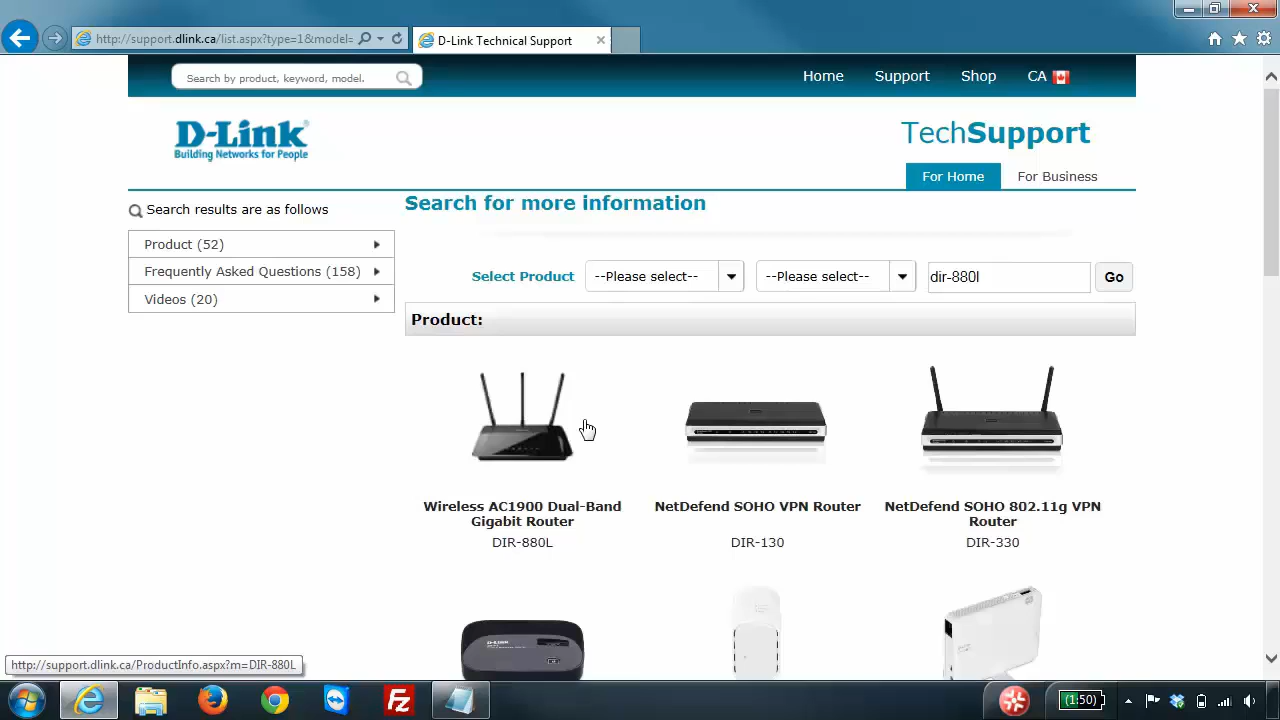 http://support.dlink.ca/list.aspx?type=1&model=
D-Link Technical Support
Search by product, keyword, model.
Home
Support
Shop
CA
D-Link
Building Networks for People
TechSupport
For Home
For Business
Search results are as follows
Product (52)
Frequently Asked Questions (158)
Videos (20)
Search for more information
Select Product
--Please select--
--Please select--
dir-880l
Go
Product:
Wireless AC1900 Dual-Band
Gigabit Router
DIR-880L
NetDefend SOHO VPN Router
DIR-130
NetDefend SOHO 802.11g VPN
Router
DIR-330
D-Link
http://support.dlink.ca/ProductInfo.aspx?m=DIR-880L
Fz
(1:50)